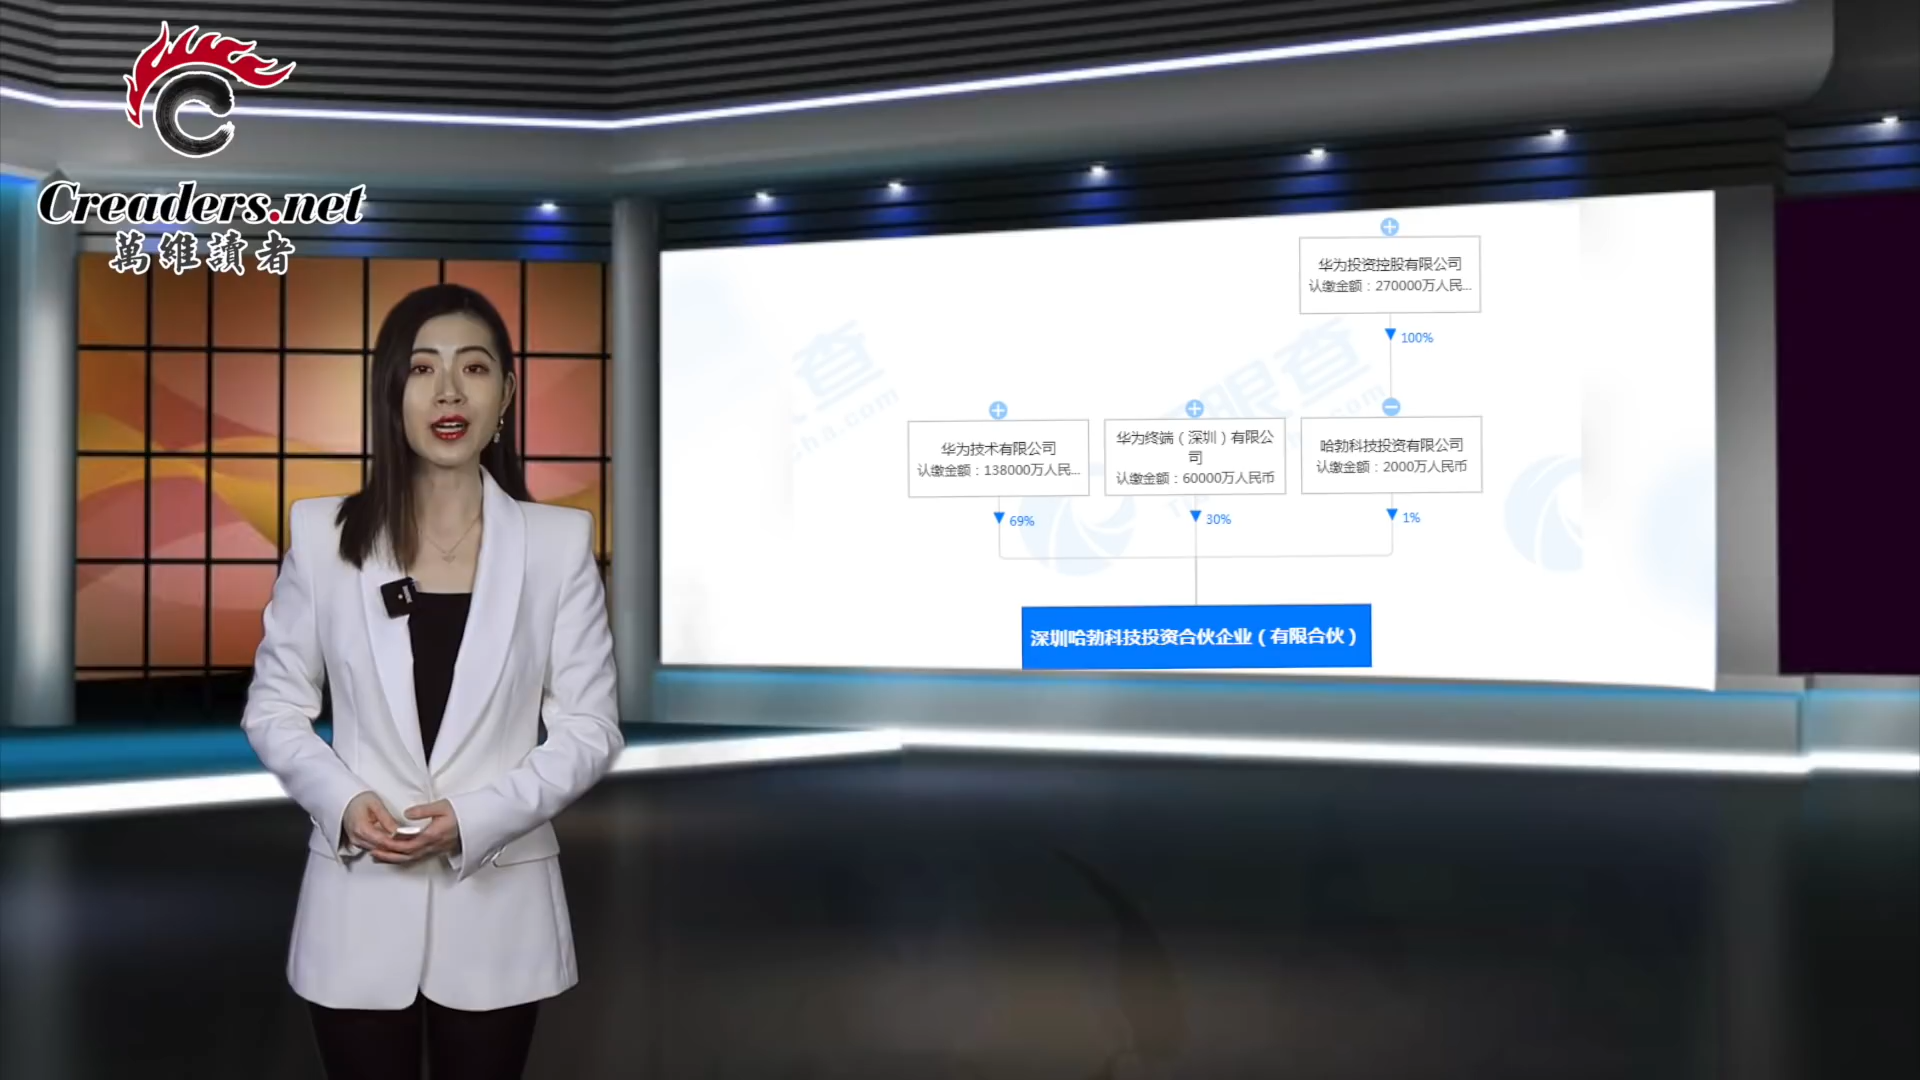 Creaders.net
萬維讀者
华为投资控股有限公司
认缴金额：270000万人民...
100%
华为技术有限公司
认缴金额：138000万人民...
华为终端（深圳）有限公
司
认缴金额：60000万人民币
哈勃科技投资有限公司
认缴金额：2000万人民币
69%
30%
1%
深圳哈勃科技投资合伙企业（有限合伙）